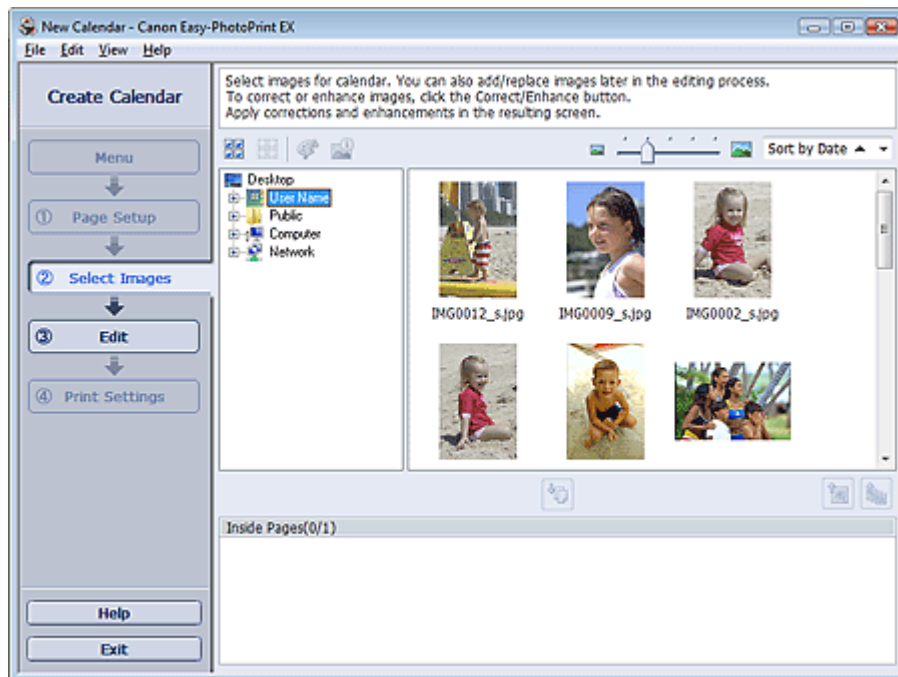 New Calendar - Canon Easy-PhotoPrint EX
File Edit View Help
Create Calendar
Menu
① Page Setup
② Select Images
③ Edit
④ Print Settings
Help
Exit
Select images for calendar. You can also add/replace images later in the editing process.
To correct or enhance images, click the Correct/Enhance button.
Apply corrections and enhancements in the resulting screen.
Sort by Date
Desktop
User Name
Public
Computer
Network
IMG0012_s.jpg IMG0009_s.jpg IMG0002_s.jpg
Inside Pages(0/1)